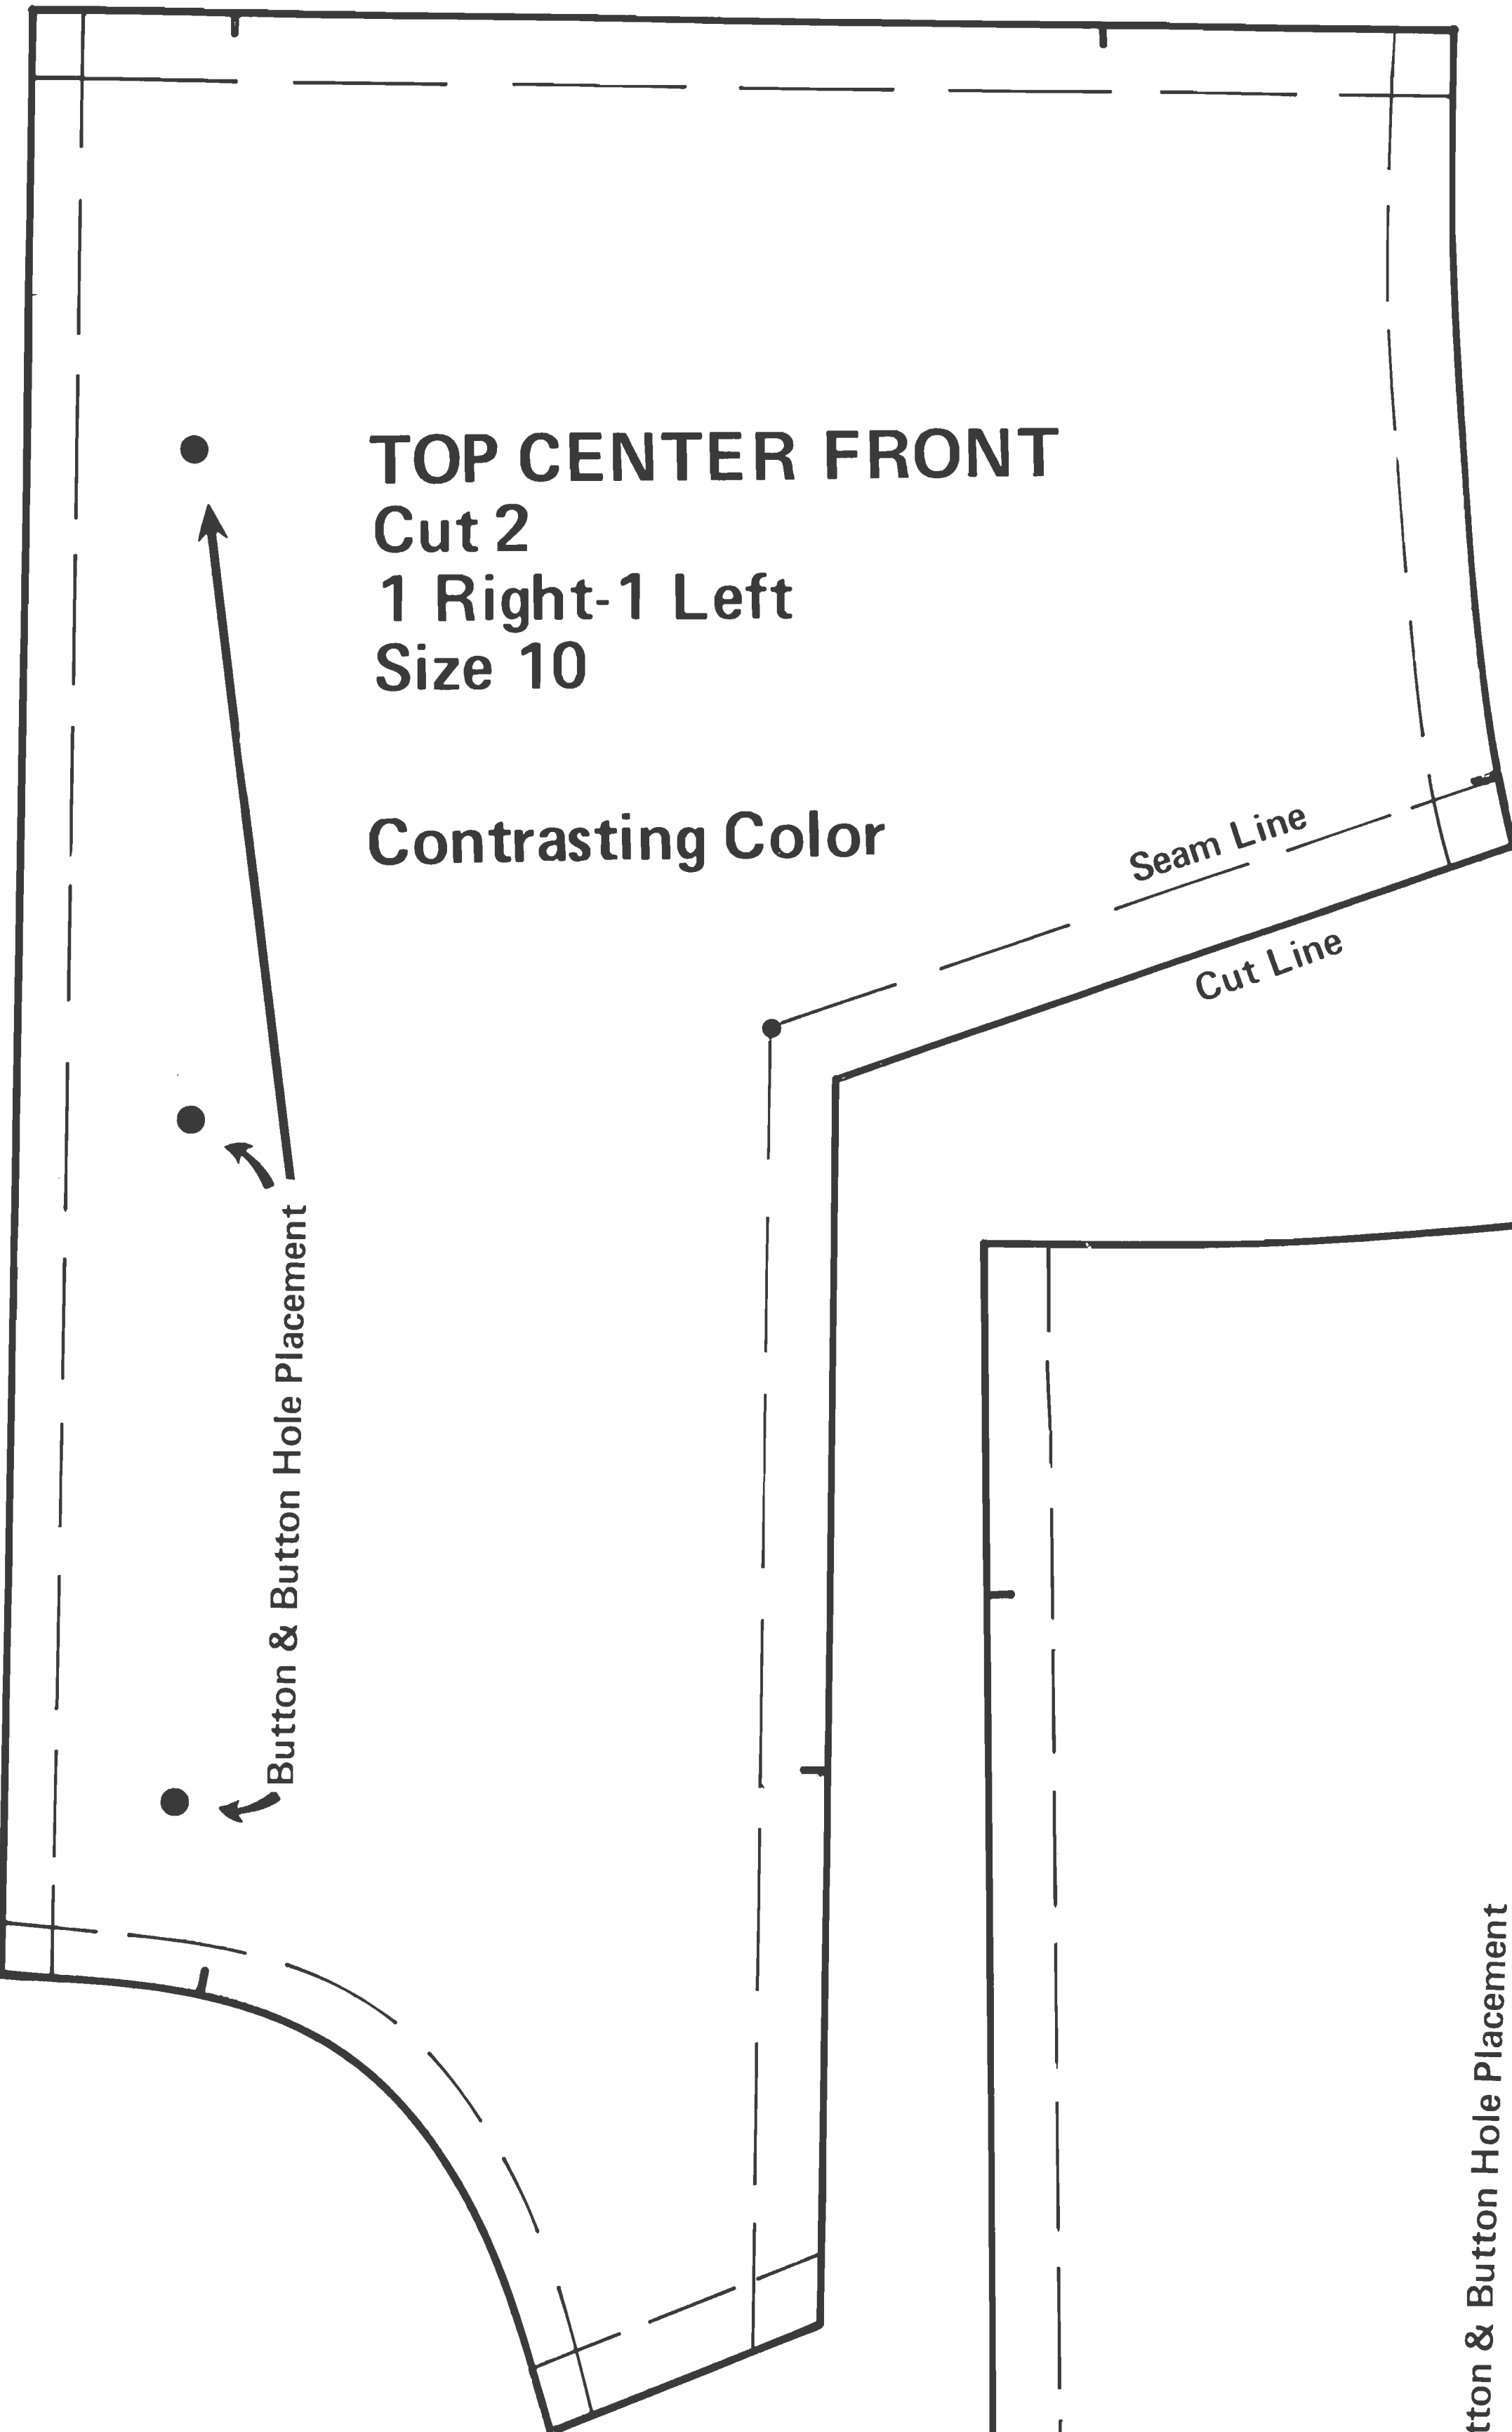 TOP CENTER FRONT
Cut 2
1 Right-1 Left
Size 10
Contrasting Color
Seam Line
Cut Line
Button & Button Hole Placement
& Button Hole Placement